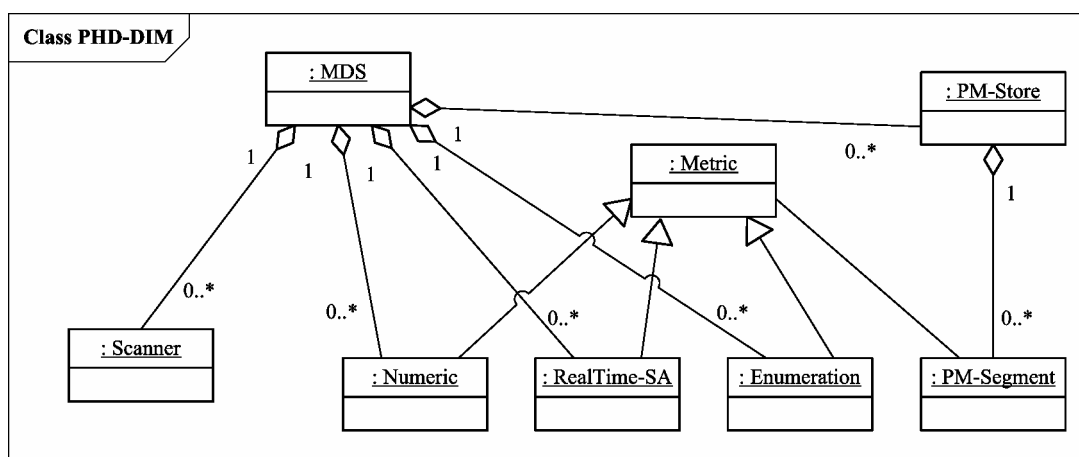 Class PHD-DIM
: MDS
: PM-Store
1
1
1
1
1
0..*
: Metric
1
0..*
0..*
0..*
0..*
0..*
: Scanner
: Numeric
: RealTime-SA
: Enumeration
: PM-Segment